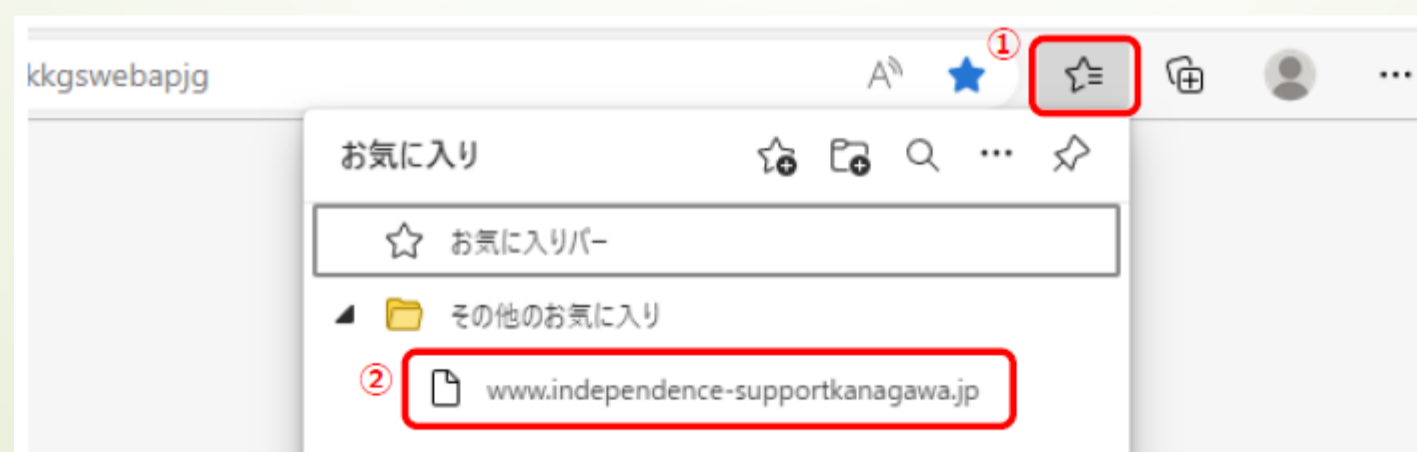 ①
kkgswebapjg
お気に入り
お気に入りバー
その他のお気に入り
②
www.independence-supportkanagawa.jp